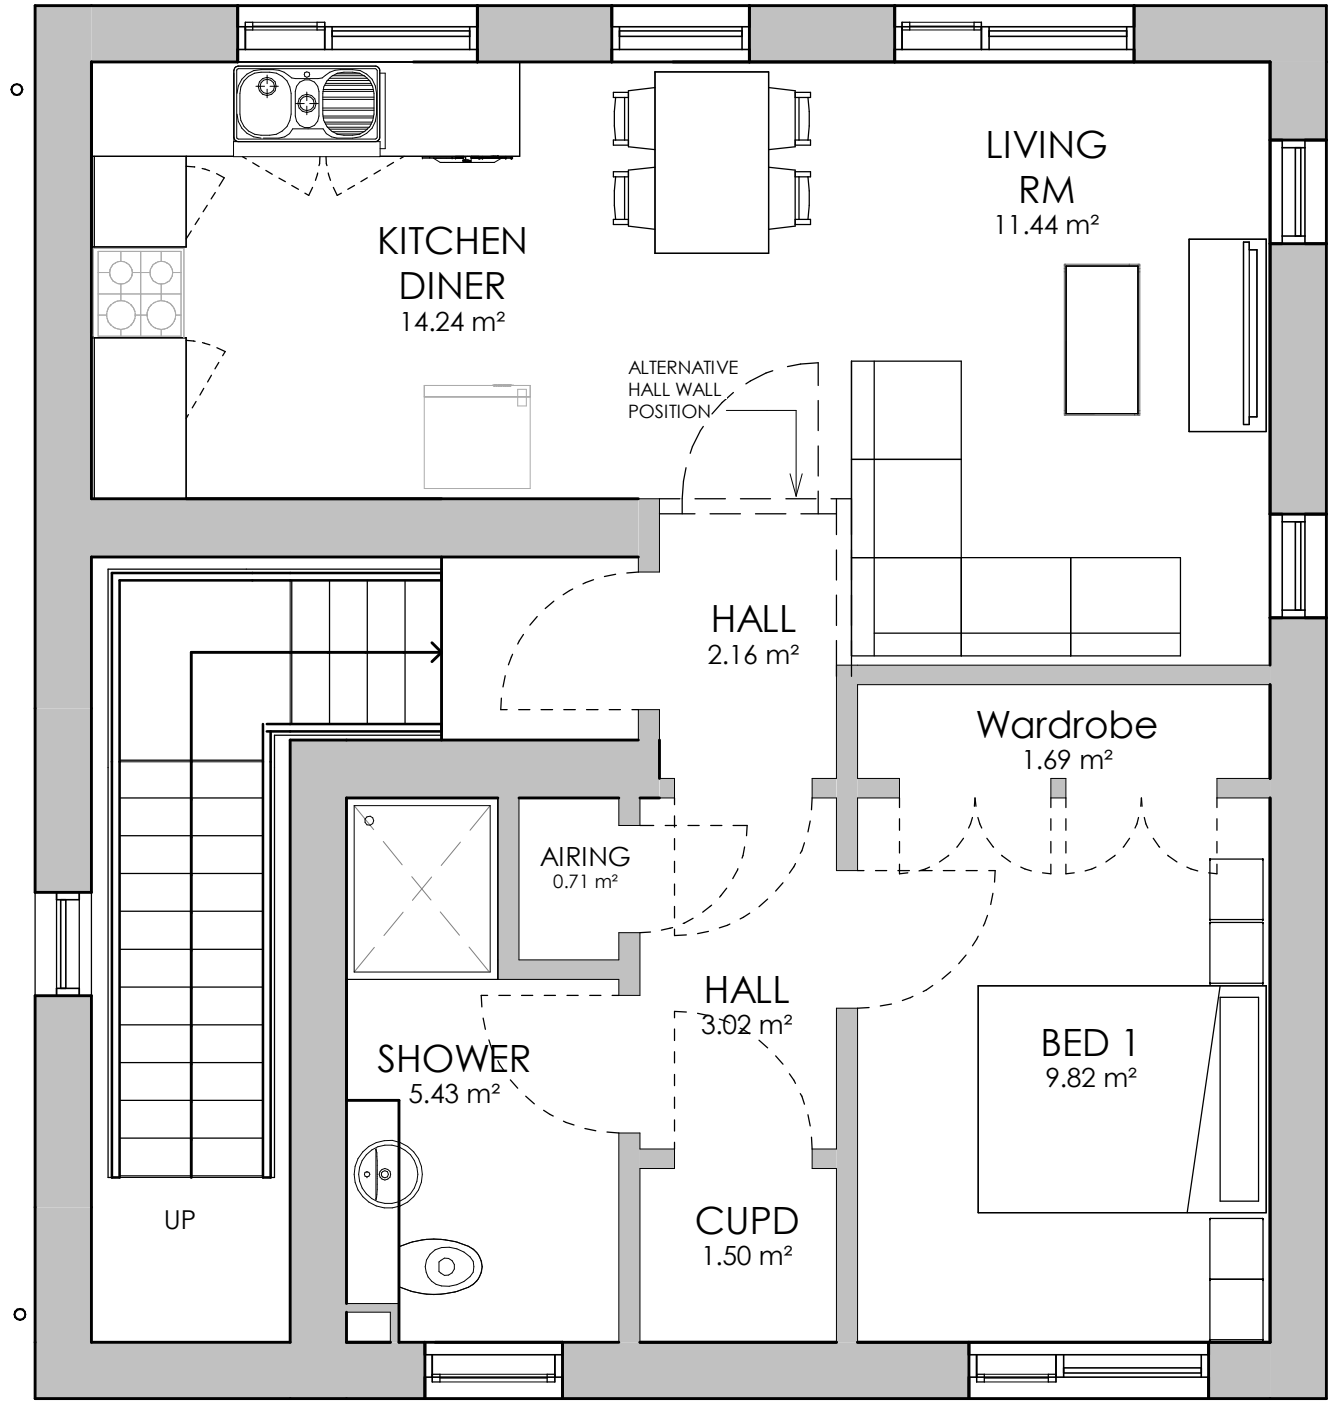 LIVING
RM
11.44 m²
KITCHEN
DINER
14.24 m²
ALTERNATIVE
HALL WALL
POSITION
HALL
2.16 m²
Wardrobe
1.69 m²
AIRING
0.71 m²
HALL
3.02 m²
SHOWER
5.43 m²
BED 1
9.82 m²
UP
CUPD
1.50 m²